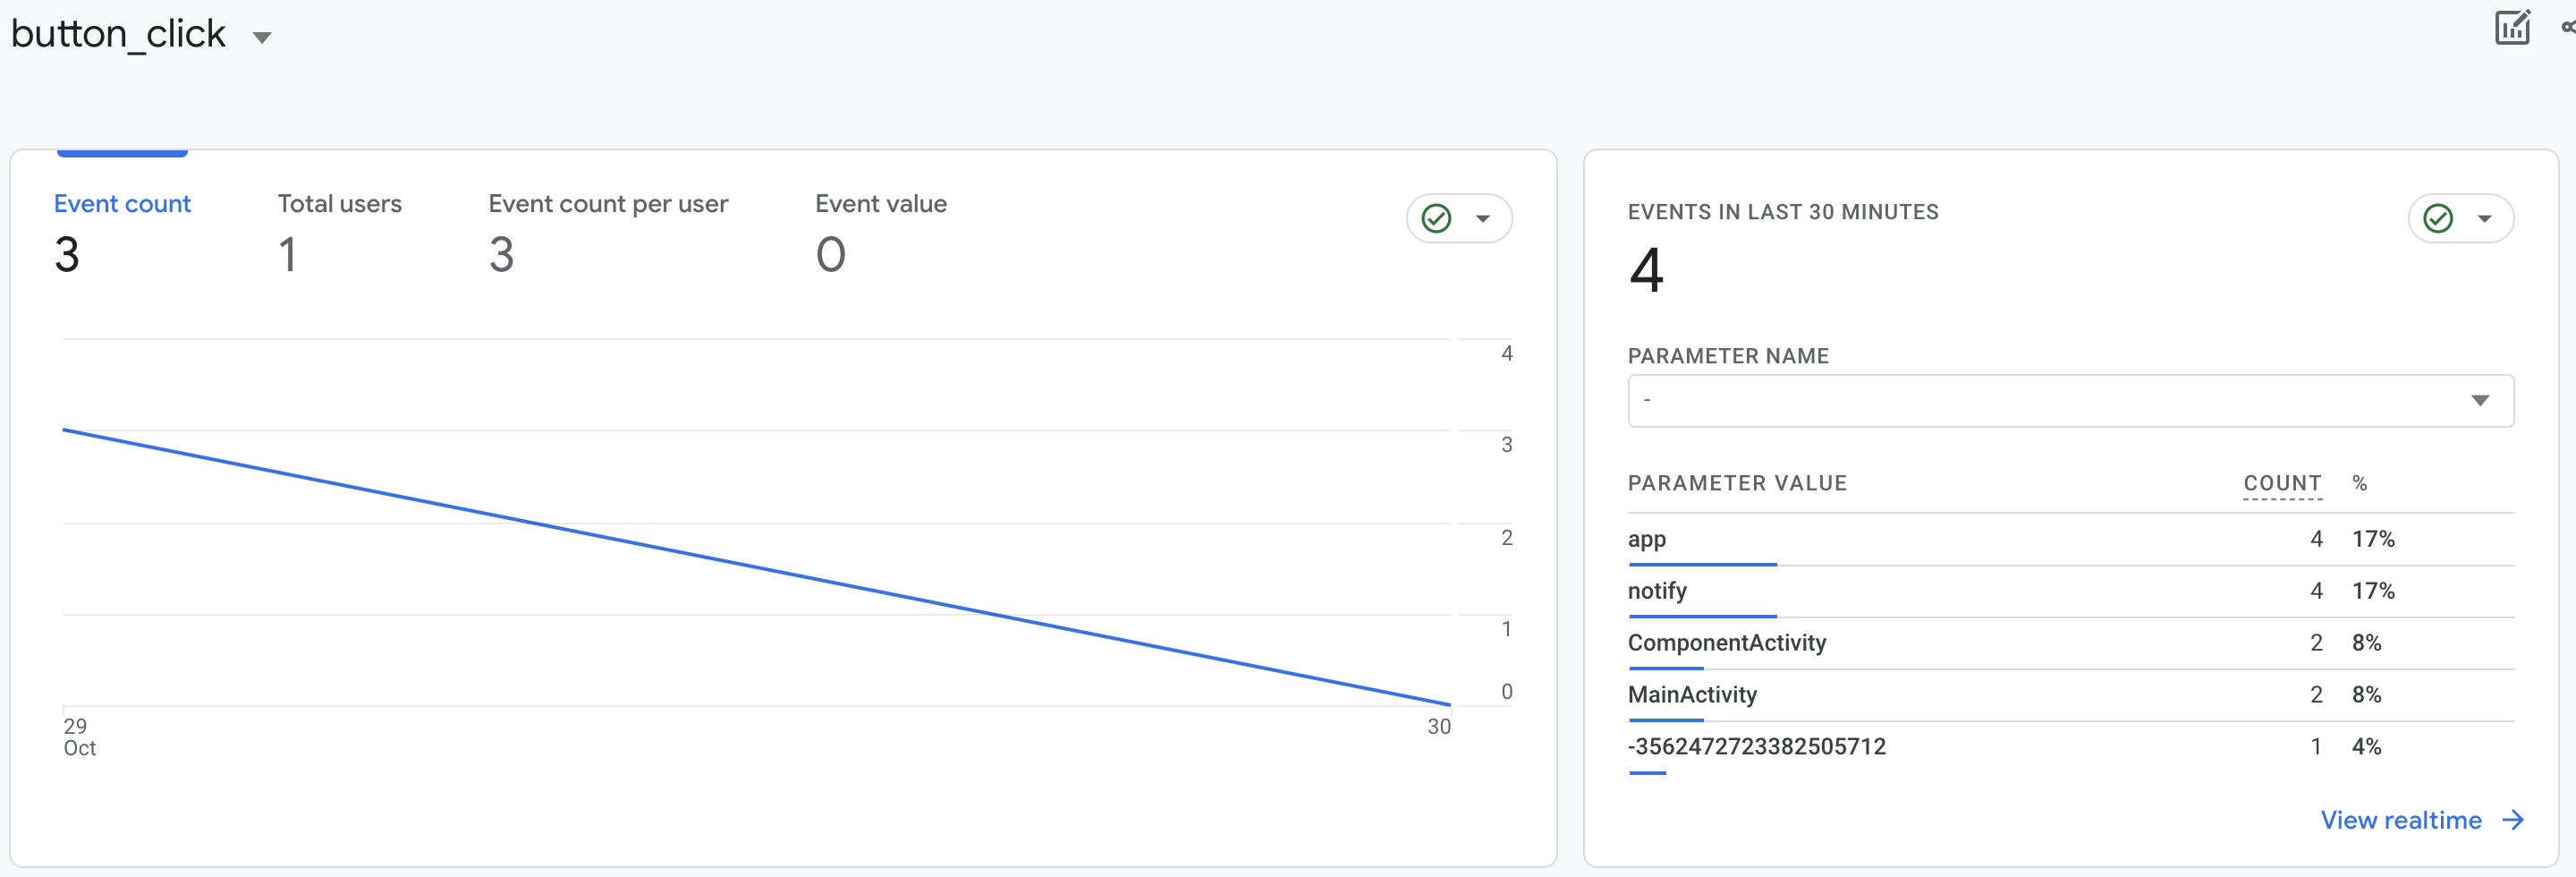 button_click
Event count
3
Total users
1
Event count per user
3
Event value
0
4
3
2
1
0
29
Oct
30
EVENTS IN LAST 30 MINUTES
4
PARAMETER NAME
-
PARAMETER VALUE COUNT %
app 4 17%
notify 4 17%
ComponentActivity 2 8%
MainActivity 2 8%
-3562472723382505712 1 4%
View realtime